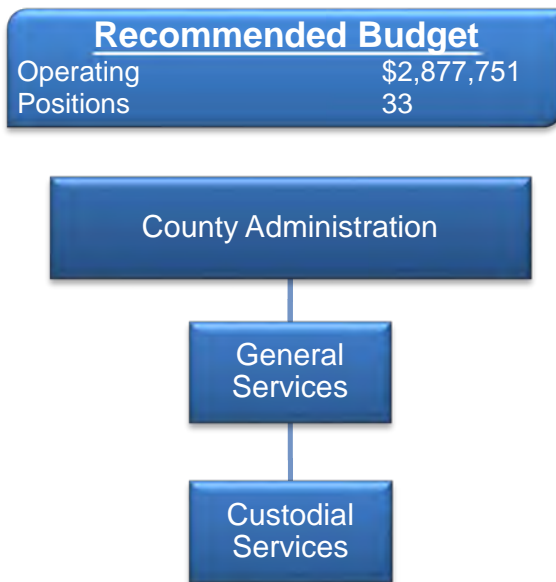 Recommended Budget
Operating $2,877,751
Positions 33
County Administration
General
Services
Custodial
Services